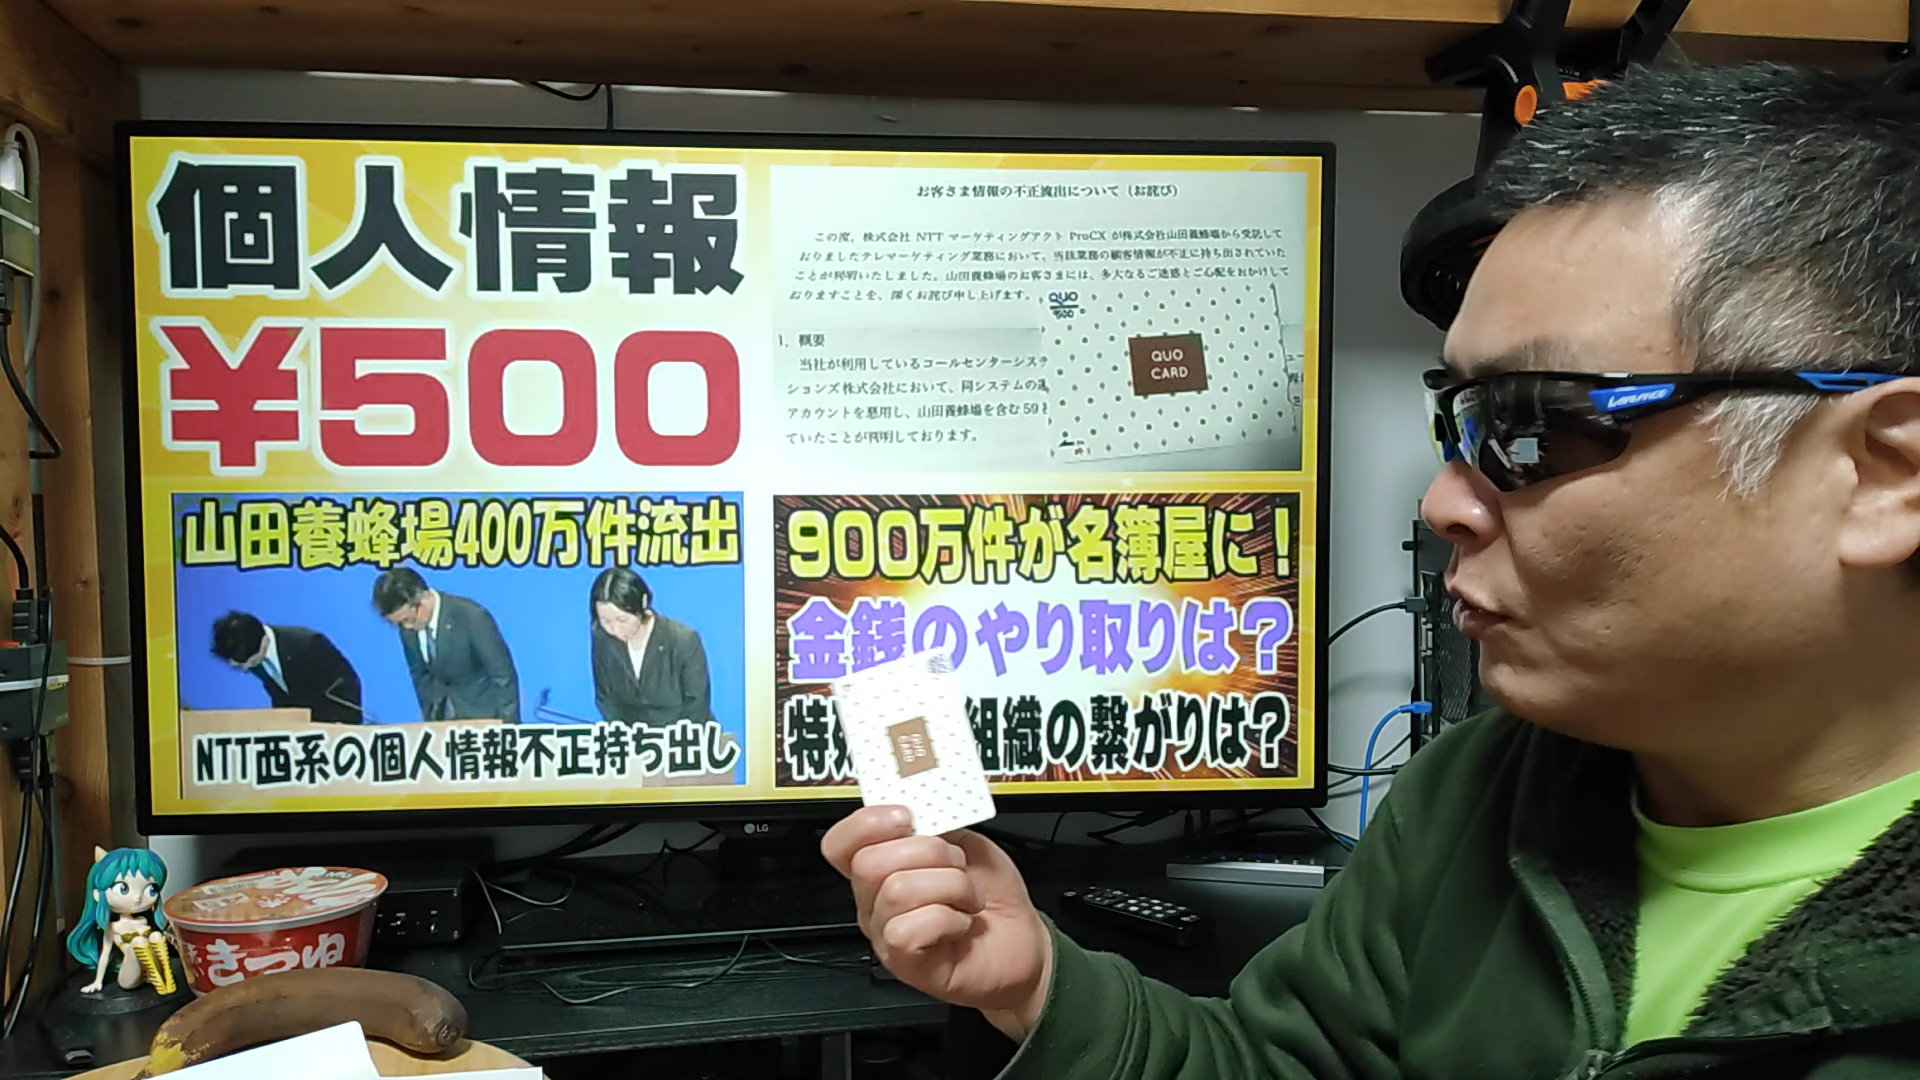 個人情報
¥500
お客さま情報の不正流出について（お詫び）
この度、株式会社 NTT マーケティングアクト ProCX が株式会社山田養蜂場から受託して
おりましたテレマーケティング業務において、当該業務の顧客情報が不正に持ち出されていた
ことが判明いたしました。山田養蜂場のお客さまには、多大なるご迷惑とご心配をおかけして
おりますことを、深くお詫び申し上げます。
1. 概要
当社が利用しているコールセンターシス
ションズ株式会社において、同システムの
アカウントを悪用し、山田養蜂場を含む 59
ていたことが判明しております。
QUO
500
QUO
CARD
山田養蜂場400万件流出
NTT西系の個人情報不正持ち出し
900万件が名簿屋に！
金銭のやり取りは？
特 組織の繋がりは？
LG
QUO
CARD
きつね